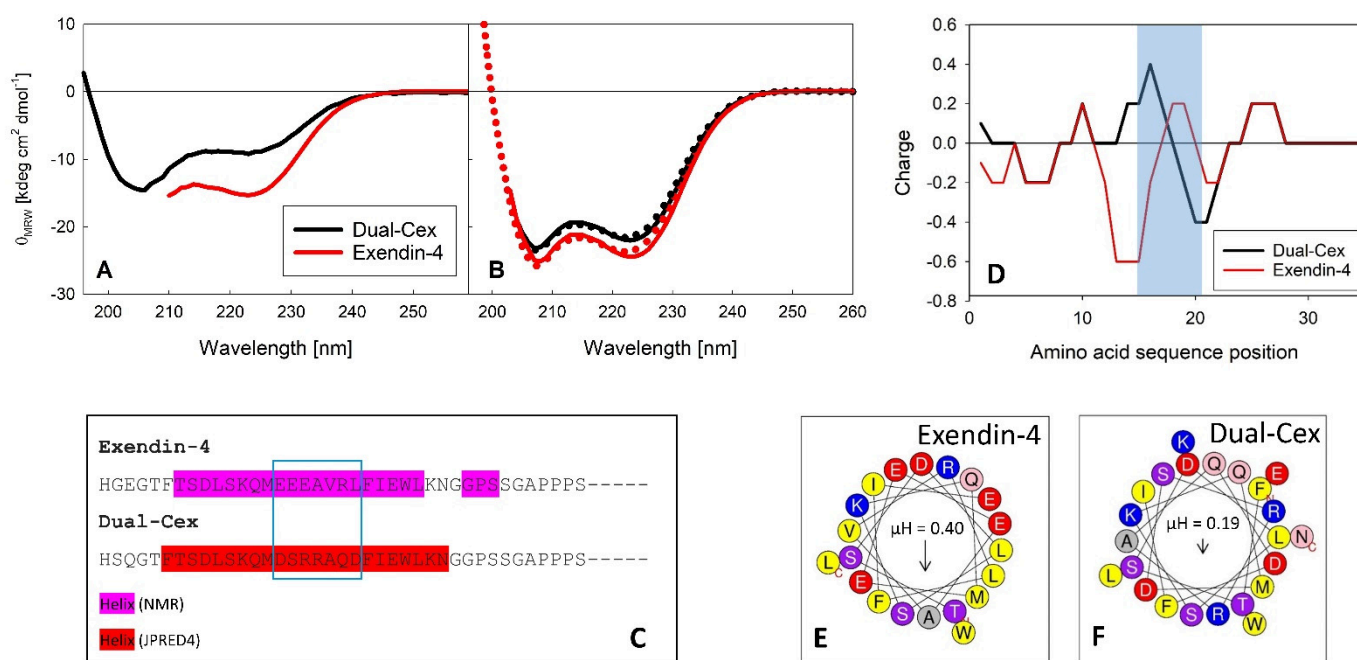 10
0
-10
-20
-30
θMRW [kdeg cm² dmol⁻¹]
Dual-Cex
Exendin-4
A
200 210 220 230 240 250
Wavelength [nm]
B
200 210 220 230 240 250 260
Wavelength [nm]
0.6
0.4
0.2
0.0
-0.2
-0.4
-0.6
-0.8
Charge
D
Dual-Cex
Exendin-4
0 10 20 30
Amino acid sequence position
Exendin-4
HGEGTFTSDLSKQMEEEAVRLFIEWLKNGGPSSGAPPPS-----
Dual-Cex
HSQGTFTSDLSKQMDSRRAQDFIEWLKNGGPSSGAPPPS-----
Helix (NMR)
Helix (JPRED4)
C
Exendin-4
E D R
I Q
K E
V E
µH = 0.40
S L
L C
E L
F M
S A T
W
E
Dual-Cex
K
S D Q Q E
I F
K R
µH = 0.19
A L N
C
S D
L
D M
F S R T
W
F